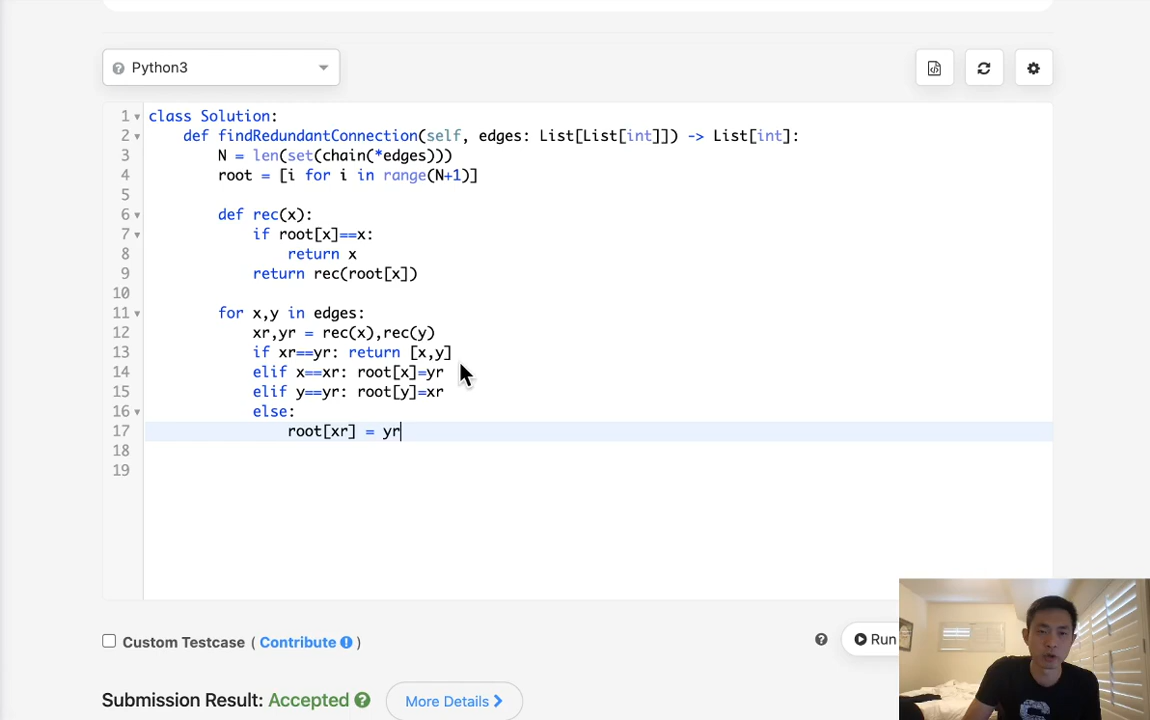 Python3
1 class Solution:
2 def findRedundantConnection(self, edges: List[List[int]]) -> List[int]:
3 N = len(set(chain(*edges)))
4 root = [i for i in range(N+1)]
5
6 def rec(x):
7 if root[x]==x:
8 return x
9 return rec(root[x])
10
11 for x,y in edges:
12 xr,yr = rec(x),rec(y)
13 if xr==yr: return [x,y]
14 elif x==xr: root[x]=yr
15 elif y==yr: root[y]=xr
16 else:
17 root[xr] = yr
18
19
Custom Testcase ( Contribute )
Run
Submission Result: Accepted
More Details